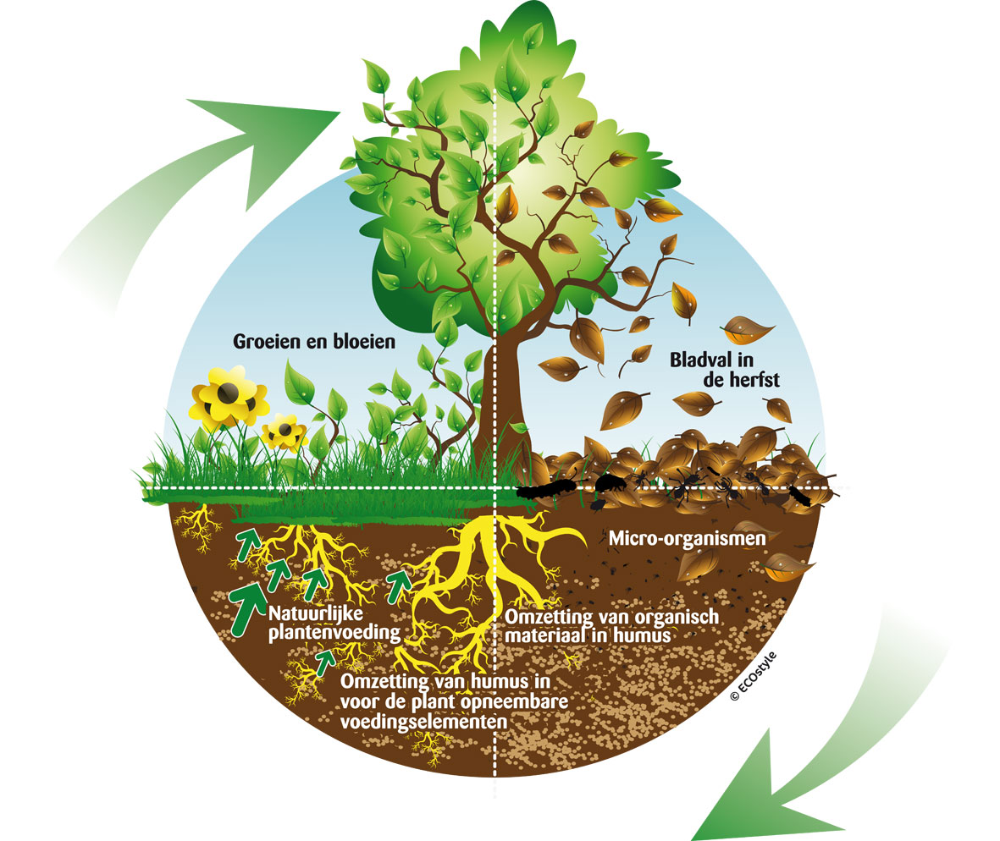 Groeien en bloeien
Bladval in
de herfst
Micro-organismen
Natuurlijke
plantenvoeding
Omzetting van organisch
materiaal in humus
Omzetting van humus in
voor de plant opneembare
voedingselementen
© ECOstyle